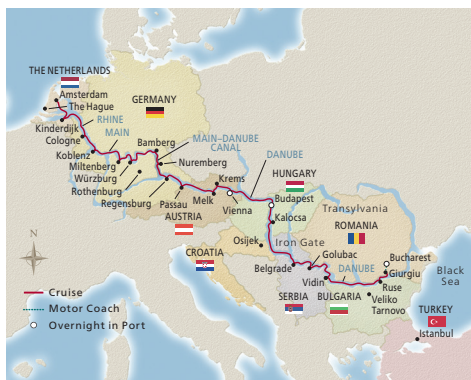 THE NETHERLANDS
Amsterdam
The Hague
GERMANY
RHINE
Kinderdijk
MAIN
Cologne
Bamberg
MAIN–DANUBE
CANAL
Koblenz
Miltenberg
Nuremberg
DANUBE
Würzburg
Rothenburg
Krems
HUNGARY
Regensburg
Budapest
Passau
Melk
Vienna
Transylvania
AUSTRIA
Kalocsa
ROMANIA
Osijek
Iron Gate
CROATIA
Golubac
Bucharest
Belgrade
DANUBE
Giurgiu
Black
Sea
Vidin
Ruse
SERBIA
BULGARIA
Veliko
Tarnovo
TURKEY
Istanbul
N
Cruise
Motor Coach
Overnight in Port